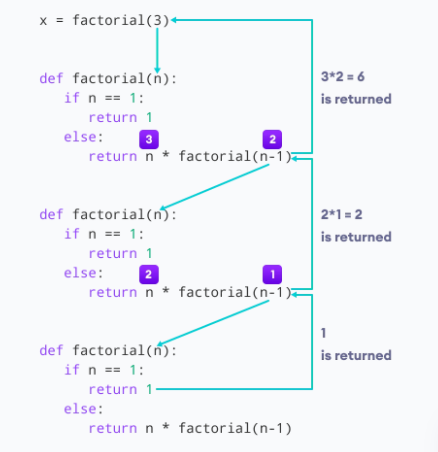 x = factorial(3)
def factorial(n):
if n == 1:
return 1
else:
3
2
return n * factorial(n-1)
3*2 = 6
is returned
def factorial(n):
if n == 1:
return 1
else:
2
1
return n * factorial(n-1)
2*1 = 2
is returned
def factorial(n):
if n == 1:
return 1
else:
return n * factorial(n-1)
1
is returned